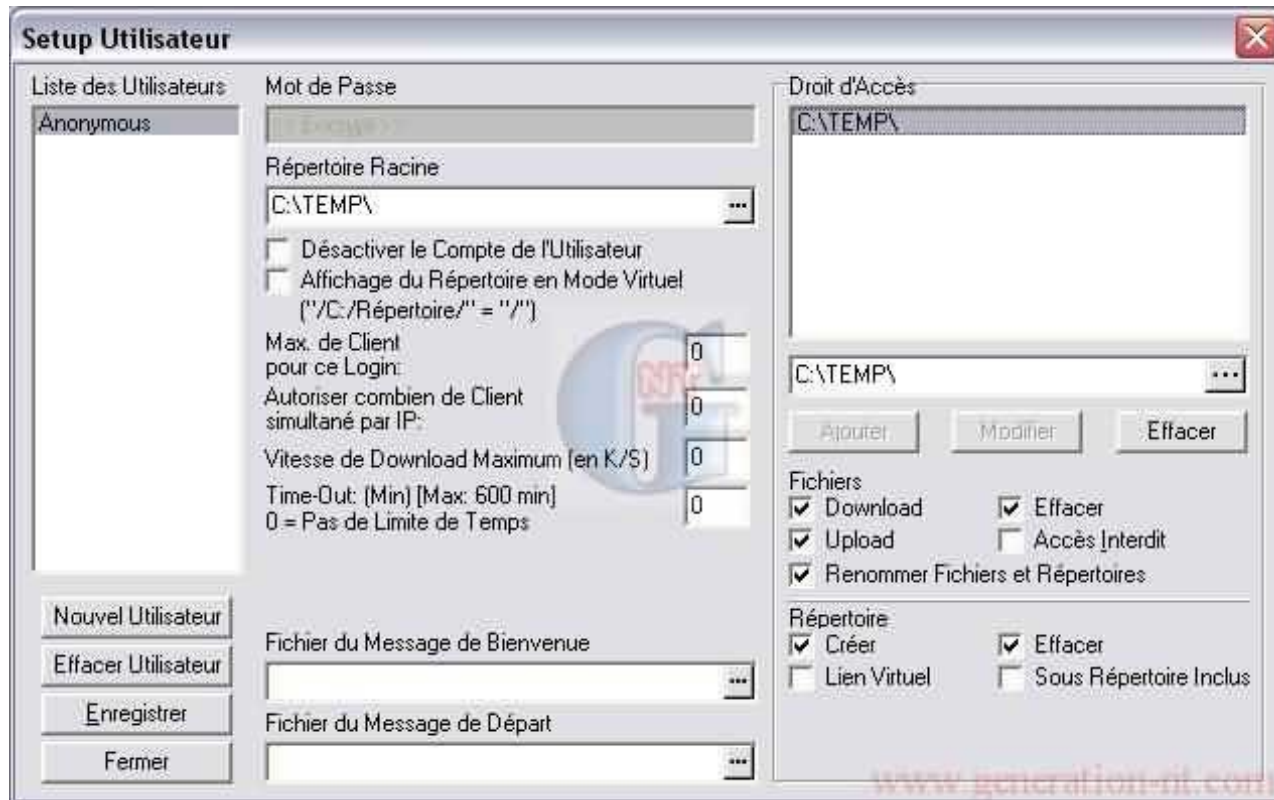 Setup Utilisateur
Liste des Utilisateurs
Anonymous
Nouvel Utilisateur
Effacer Utilisateur
Enregistrer
Fermer
Mot de Passe
Répertoire Racine
C:\TEMP\
...
Désactiver le Compte de l'Utilisateur
Affichage du Répertoire en Mode Virtuel
("/C:/Répertoire/" = "/")
Max. de Client
pour ce Login:
0
Autoriser combien de Client
simultané par IP:
0
Vitesse de Download Maximum (en K/S)
0
Time-Out: (Min) [Max: 600 min]
0 = Pas de Limite de Temps
0
Fichier du Message de Bienvenue
...
Fichier du Message de Départ
...
Droit d'Accès
C:\TEMP\
C:\TEMP\
...
Ajouter
Modifier
Effacer
Fichiers
Download
Effacer
Upload
Accès Interdit
Renommer Fichiers et Répertoires
Répertoire
Créer
Effacer
Lien Virtuel
Sous Répertoire Inclus
www.generation-nt.com